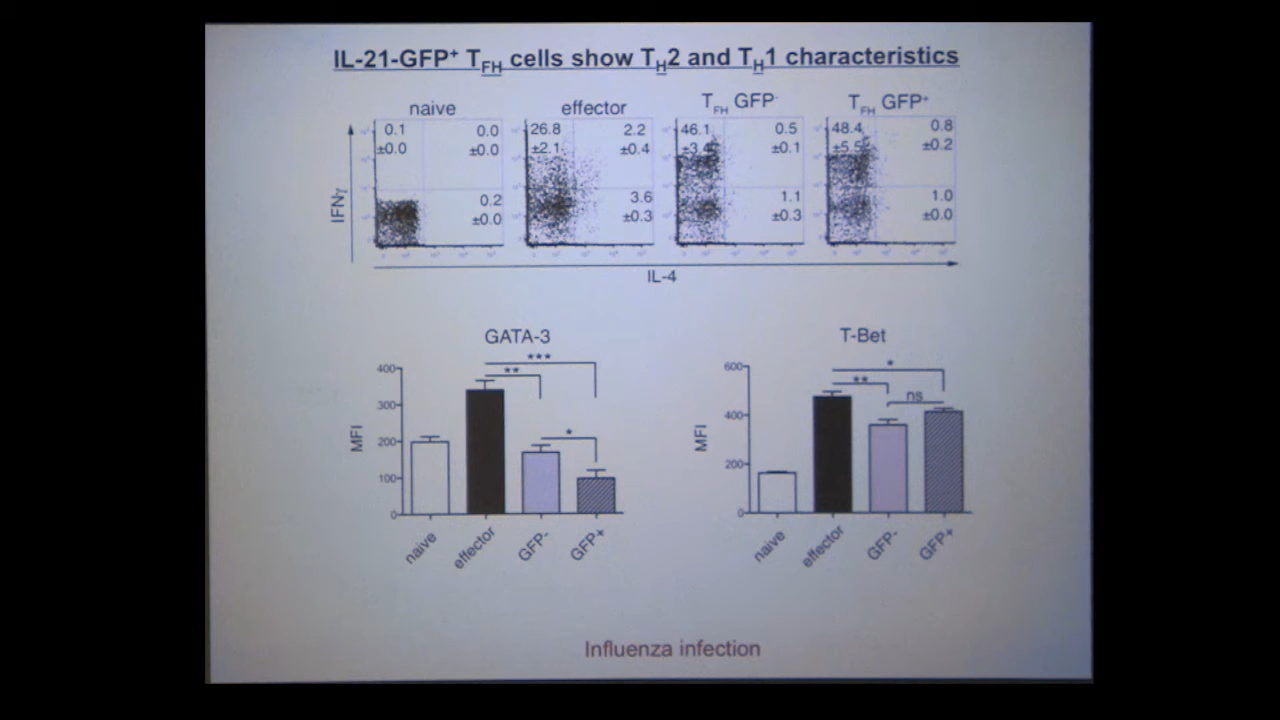 IL-21-GFP⁺ T_FH cells show T_H2 and T_H1 characteristics
naive effector T_FH GFP⁻ T_FH GFP⁺
0.1 0.0 26.8 2.2 46.1 0.5 48.4 0.8
±0.0 ±0.0 ±2.1 ±0.4 ±3.4 ±0.1 ±5.5 ±0.2
IFNγ
0.2 3.6 1.1 1.0
±0.0 ±0.3 ±0.3 ±0.0
IL-4
GATA-3
***
**
*
400
300
200
100
0
MFI
naive effector GFP- GFP+
T-Bet
*
**
ns
600
400
200
0
MFI
naive effector GFP- GFP+
Influenza infection